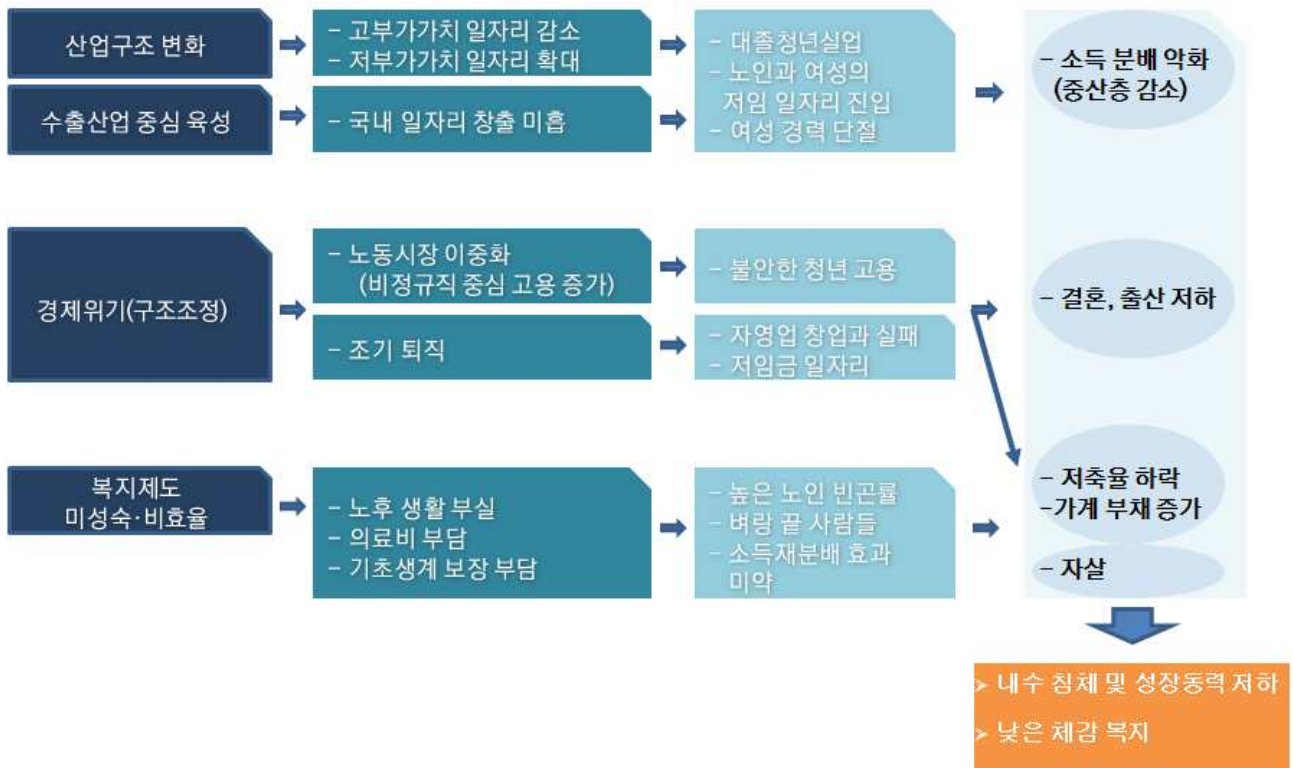 산업구조 변화
- 고부가가치 일자리 감소
- 저부가가치 일자리 확대
수출산업 중심 육성
- 국내 일자리 창출 미흡
- 대졸청년실업
- 노인과 여성의
저임 일자리 진입
- 여성 경력 단절
- 소득 분배 악화
(중산층 감소)
경제위기(구조조정)
- 노동시장 이중화
(비정규직 중심 고용 증가)
- 불안한 청년 고용
- 조기 퇴직
- 자영업 창업과 실패
- 저임금 일자리
- 결혼, 출산 저하
복지제도
미성숙·비효율
- 노후 생활 부실
- 의료비 부담
- 기초생계 보장 부담
- 높은 노인 빈곤률
- 벼랑 끝 사람들
- 소득재분배 효과
미약
- 저축율 하락
-가계 부채 증가
- 자살
➢ 내수 침체 및 성장동력 저하
➢ 낮은 체감 복지